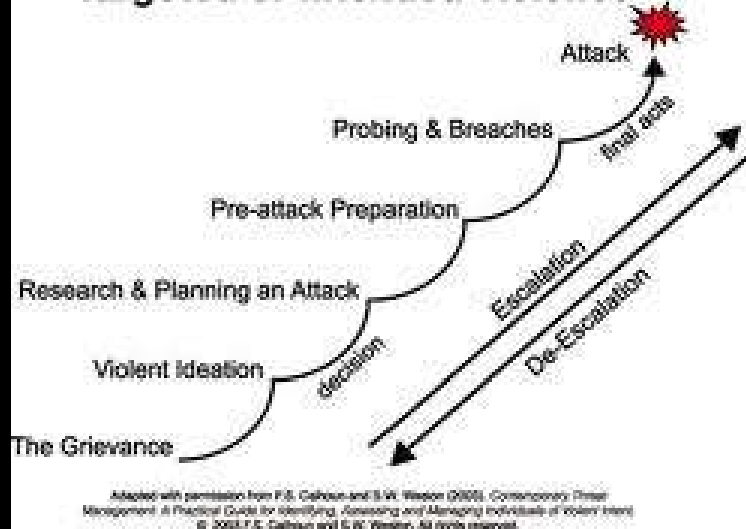 Attack
final acts
Probing & Breaches
Pre-attack Preparation
Escalation
Research & Planning an Attack
De-Escalation
decision
Violent Ideation
The Grievance
Adapted with permission from F.S. Calhoun and S.W. Weston (2003). Contemporary Threat
Management: A Practical Guide for Identifying, Assessing and Managing Individuals of Violent Intent.
© 2003 F.S. Calhoun and S.W. Weston. All rights reserved.